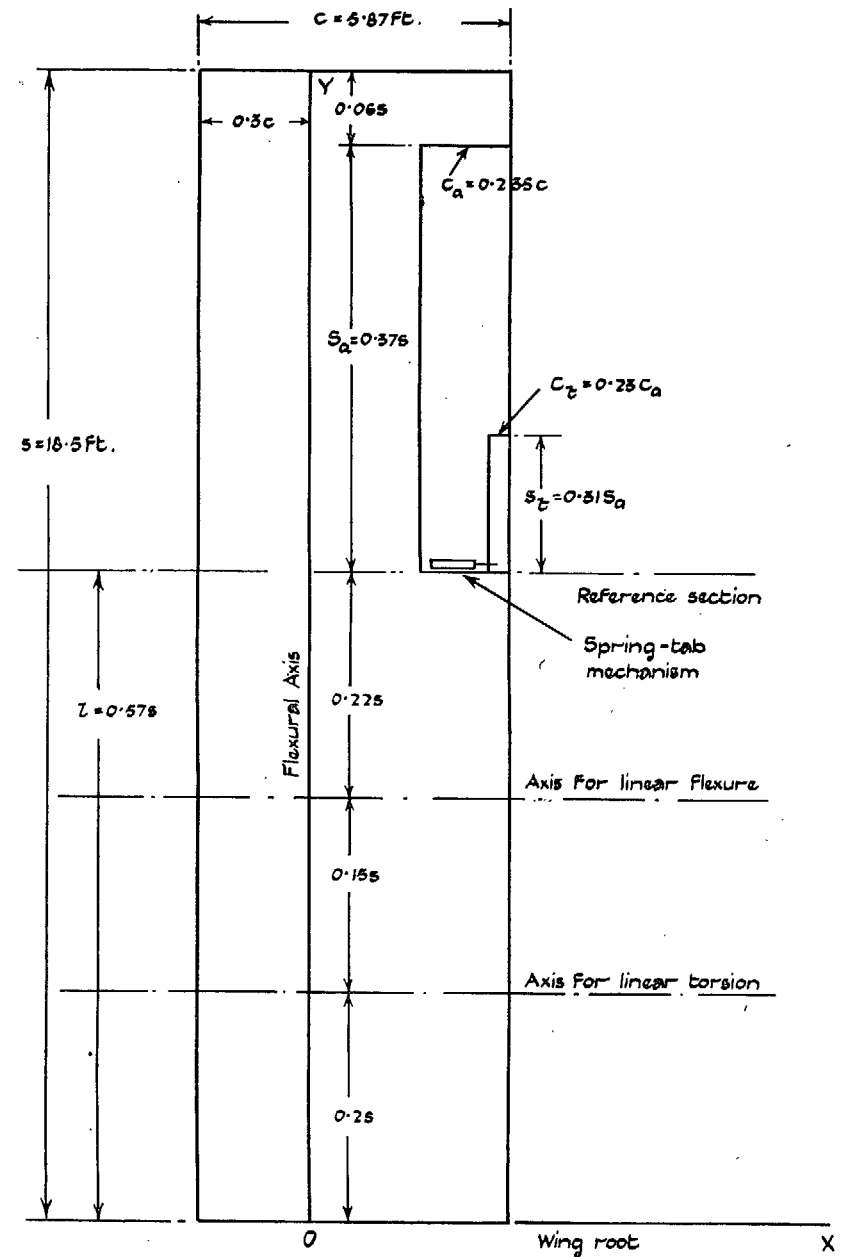 C = 5·87 Ft.
Y
0·06s
0·3c
Ca = 0·235c
Sa = 0·37s
Ct = 0·23Ca
s = 18·5 Ft.
St = 0·31Sa
Reference section
Spring-tab
mechanism
Flexural Axis
0·22s
l = 0·57s
Axis For linear Flexure
0·15s
Axis For linear torsion
0·2s
O
Wing root
X